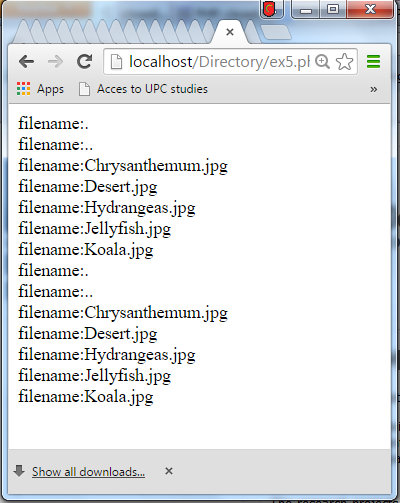 localhost/Directory/ex5.pl
Apps Acces to UPC studies »
filename:.
filename:..
filename:Chrysanthemum.jpg
filename:Desert.jpg
filename:Hydrangeas.jpg
filename:Jellyfish.jpg
filename:Koala.jpg
filename:.
filename:..
filename:Chrysanthemum.jpg
filename:Desert.jpg
filename:Hydrangeas.jpg
filename:Jellyfish.jpg
filename:Koala.jpg
Show all downloads...